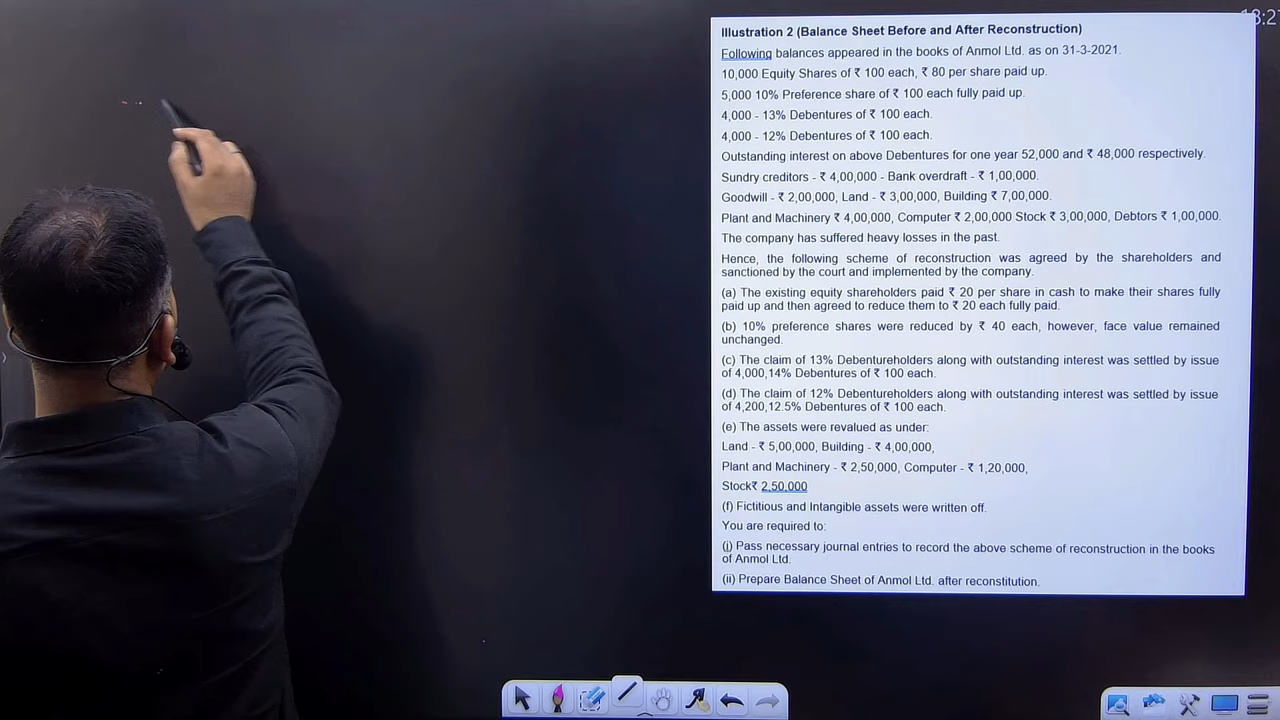 18:27
Illustration 2 (Balance Sheet Before and After Reconstruction)
Following balances appeared in the books of Anmol Ltd. as on 31-3-2021.
10,000 Equity Shares of ₹ 100 each, ₹ 80 per share paid up.
5,000 10% Preference share of ₹ 100 each fully paid up.
4,000 - 13% Debentures of ₹ 100 each.
4,000 - 12% Debentures of ₹ 100 each.
Outstanding interest on above Debentures for one year 52,000 and ₹ 48,000 respectively.
Sundry creditors - ₹ 4,00,000 - Bank overdraft - ₹ 1,00,000.
Goodwill - ₹ 2,00,000, Land - ₹ 3,00,000, Building ₹ 7,00,000.
Plant and Machinery ₹ 4,00,000, Computer ₹ 2,00,000 Stock ₹ 3,00,000, Debtors ₹ 1,00,000.
The company has suffered heavy losses in the past.
Hence, the following scheme of reconstruction was agreed by the shareholders and
sanctioned by the court and implemented by the company.
(a) The existing equity shareholders paid ₹ 20 per share in cash to make their shares fully
paid up and then agreed to reduce them to ₹ 20 each fully paid.
(b) 10% preference shares were reduced by ₹ 40 each, however, face value remained
unchanged.
(c) The claim of 13% Debentureholders along with outstanding interest was settled by issue
of 4,000,14% Debentures of ₹ 100 each.
(d) The claim of 12% Debentureholders along with outstanding interest was settled by issue
of 4,200,12.5% Debentures of ₹ 100 each.
(e) The assets were revalued as under:
Land - ₹ 5,00,000, Building - ₹ 4,00,000,
Plant and Machinery - ₹ 2,50,000, Computer - ₹ 1,20,000,
Stock₹ 2,50,000
(f) Fictitious and Intangible assets were written off.
You are required to:
(i) Pass necessary journal entries to record the above scheme of reconstruction in the books
of Anmol Ltd.
(ii) Prepare Balance Sheet of Anmol Ltd. after reconstitution.